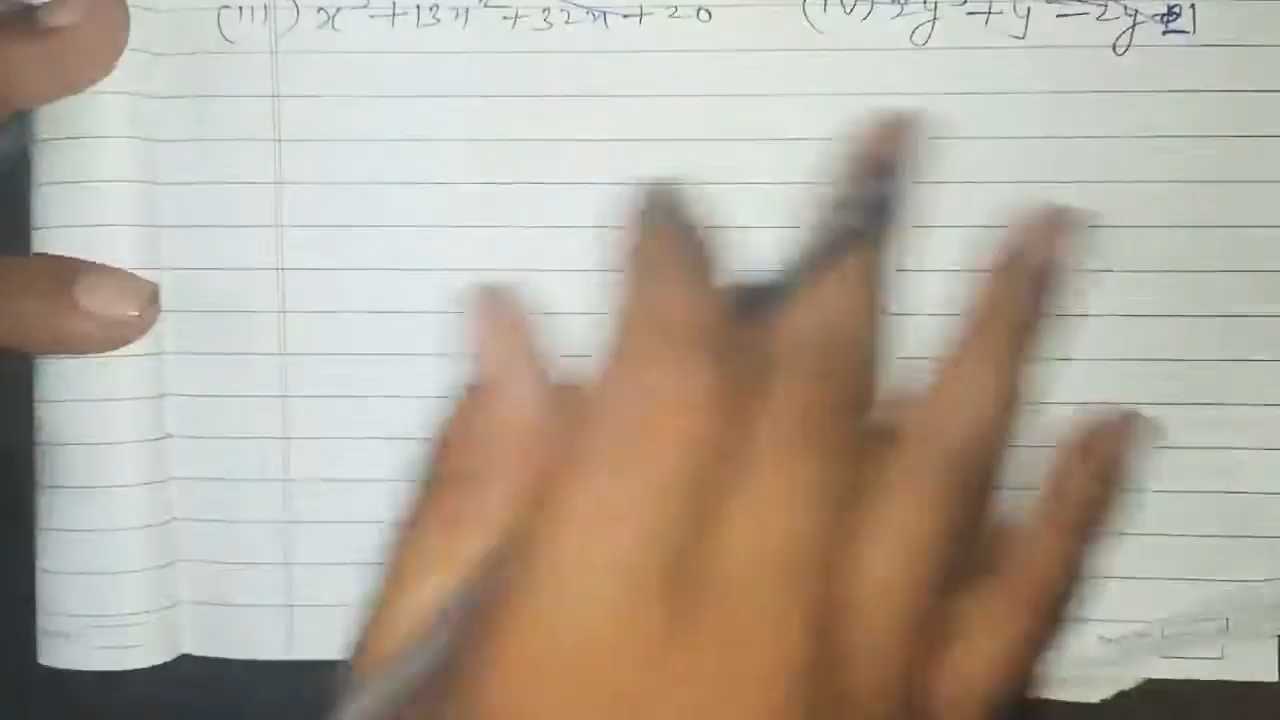 (iii) x³ + 13x² + 32x + 20 (iv) 2y³ + y² - 2y - 1